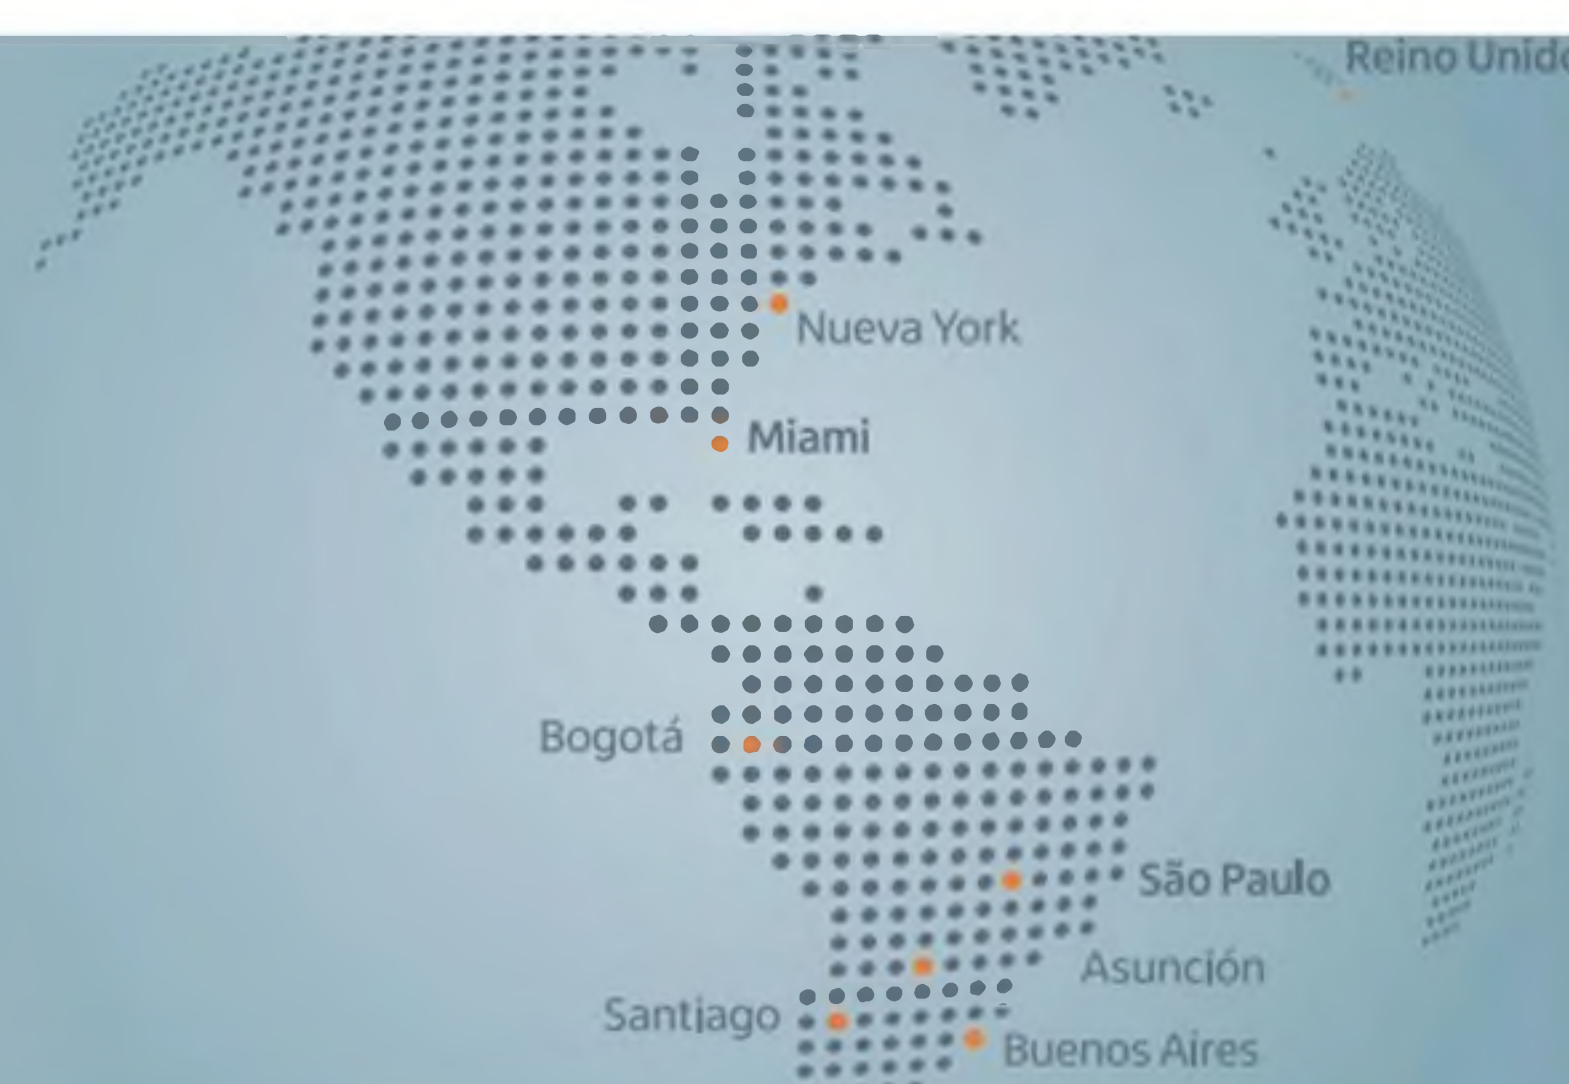 Reino Unido
Nueva York
Miami
Bogotá
São Paulo
Asunción
Santiago
Buenos Aires